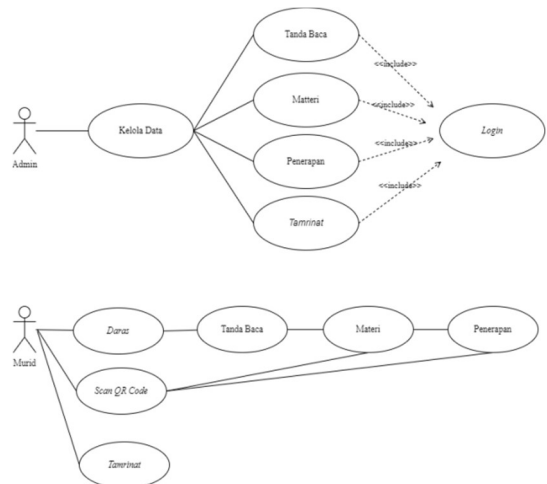 Tanda Baca
<<include>>
Matteri
<<include>>
Kelola Data
Login
Admin
<<include>>
Penerapan
<<include>>
Tamrinat
Daras
Tanda Baca
Materi
Penerapan
Murid
Scan QR Code
Tamrinat